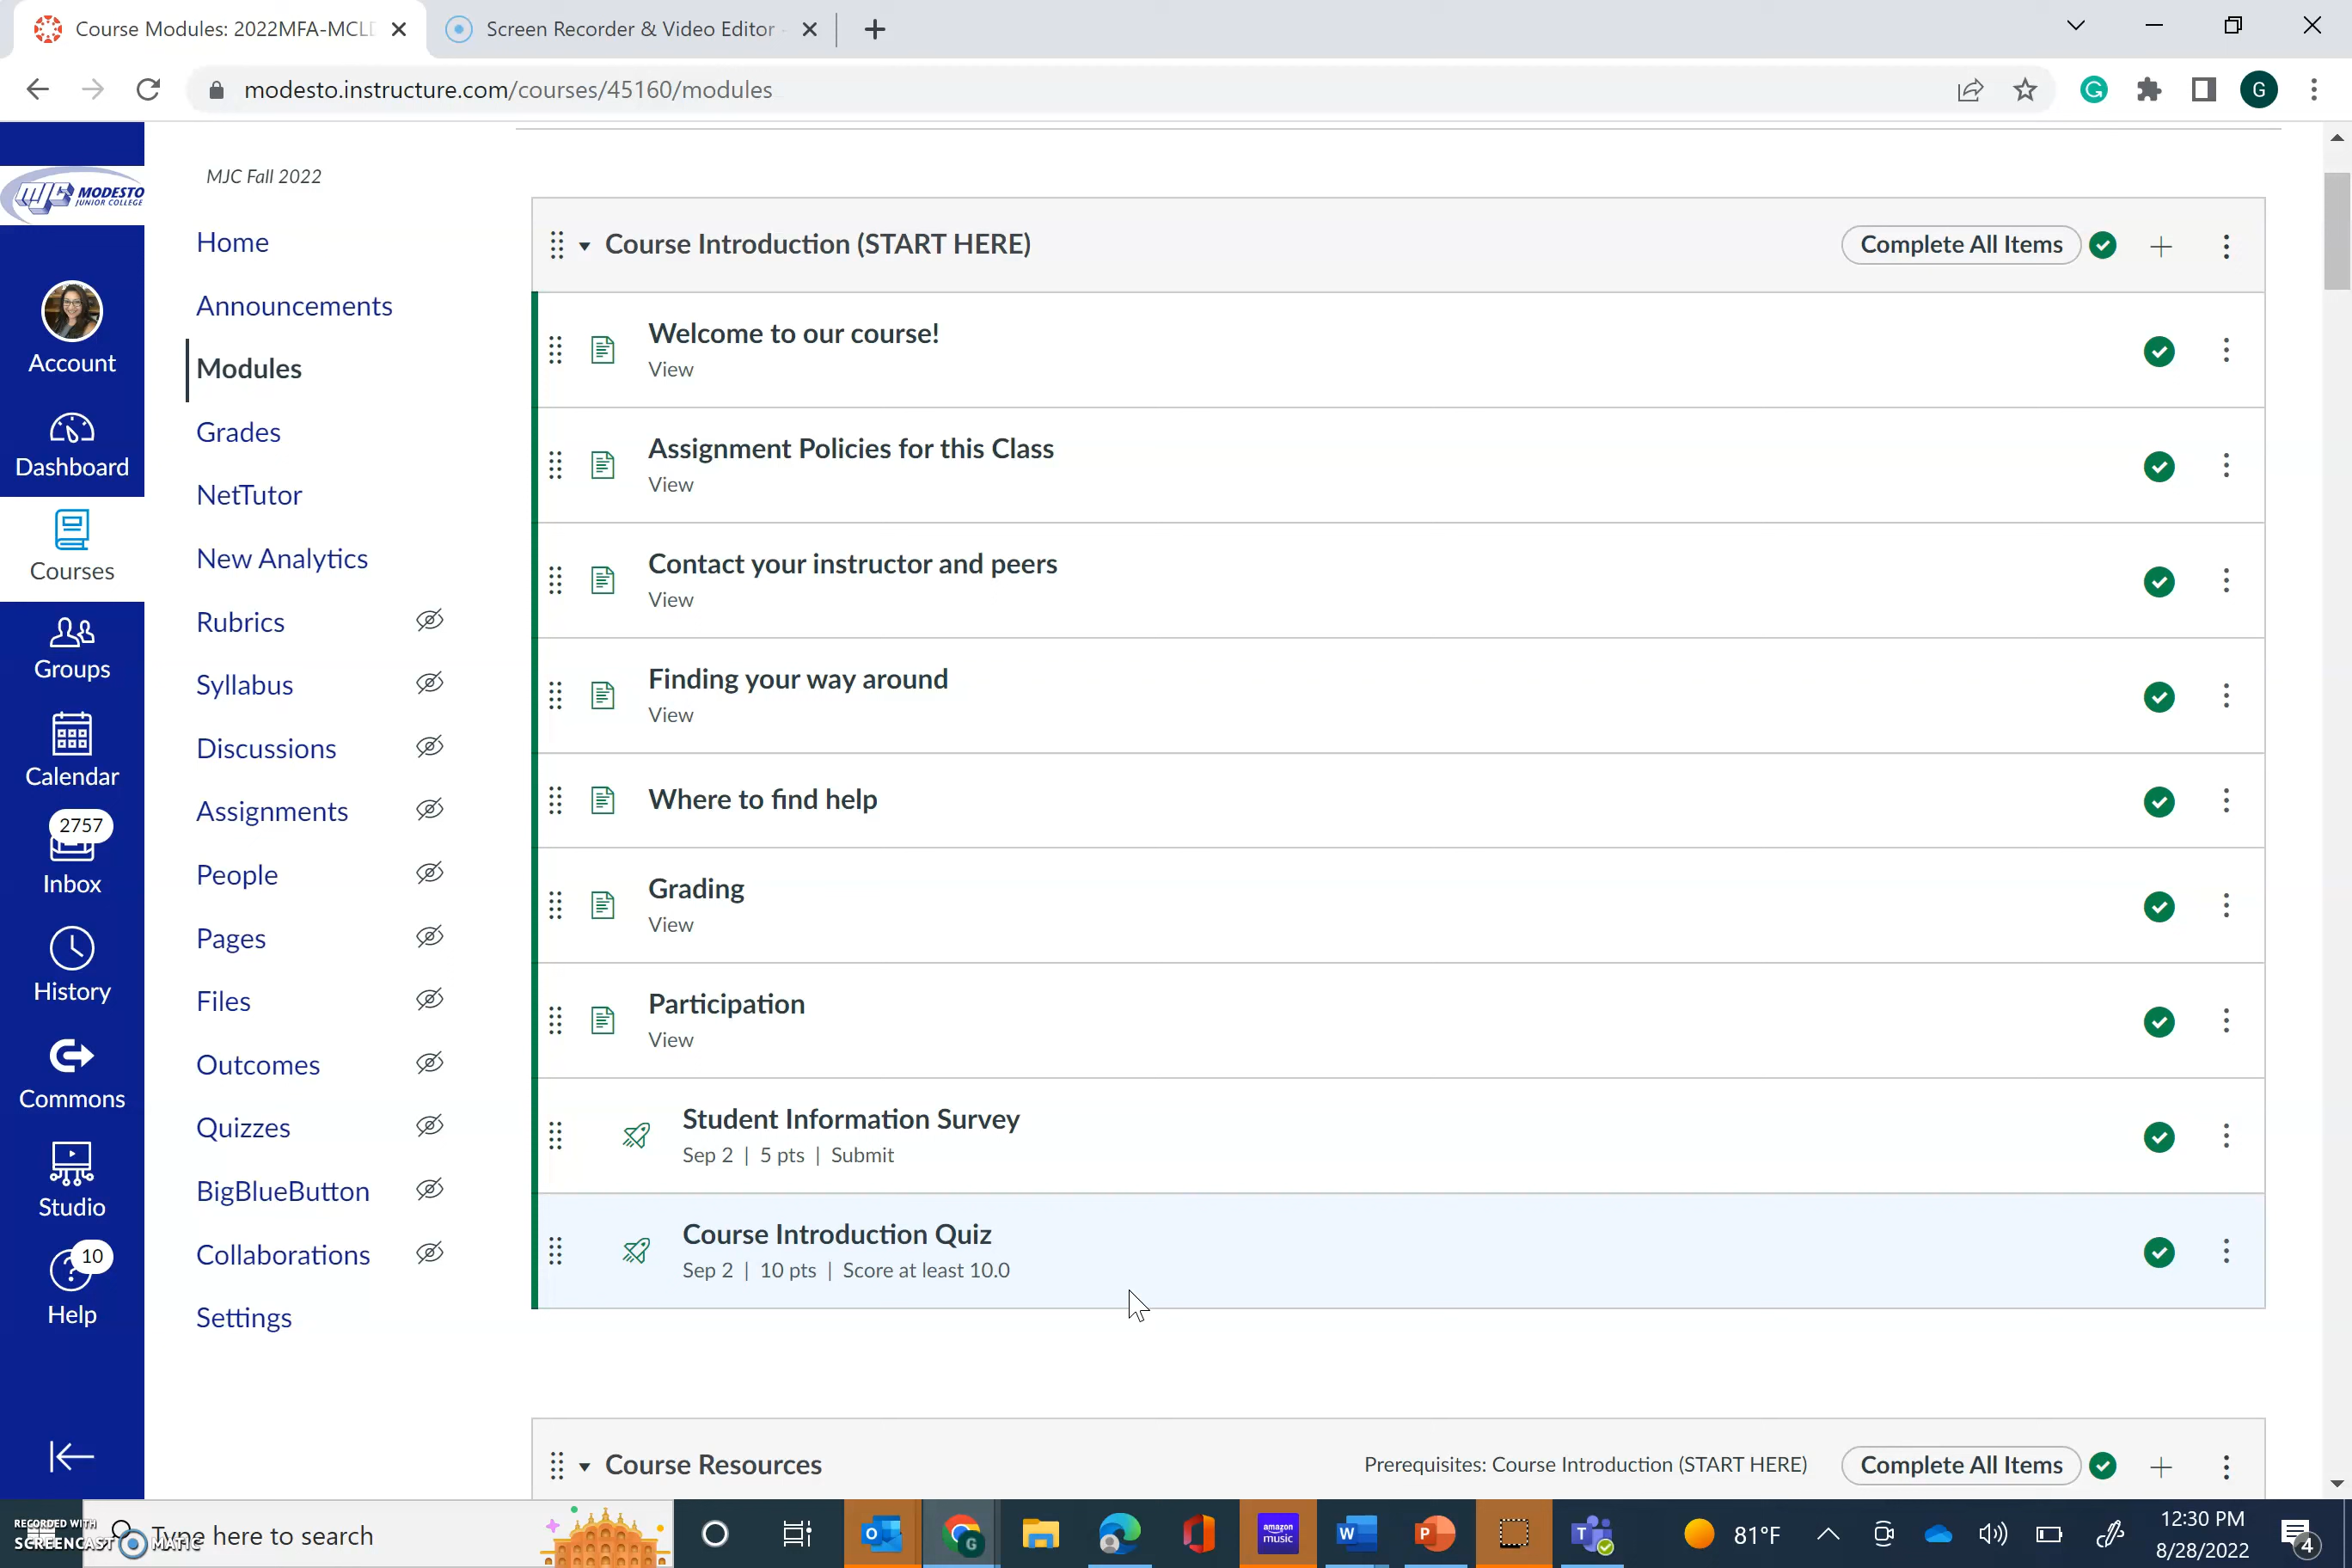 Course Modules: 2022MFA-MCLD
Screen Recorder & Video Editor -
modesto.instructure.com/courses/45160/modules
G
MJC MODESTO
JUNIOR COLLEGE
Account
Dashboard
Courses
Groups
Calendar
2757
Inbox
History
Commons
Studio
10
Help
MJC Fall 2022
Home
Announcements
Modules
Grades
NetTutor
New Analytics
Rubrics
Syllabus
Discussions
Assignments
People
Pages
Files
Outcomes
Quizzes
BigBlueButton
Collaborations
Settings
Course Introduction (START HERE)
Complete All Items
Welcome to our course!
View
Assignment Policies for this Class
View
Contact your instructor and peers
View
Finding your way around
View
Where to find help
Grading
View
Participation
View
Student Information Survey
Sep 2 | 5 pts | Submit
Course Introduction Quiz
Sep 2 | 10 pts | Score at least 10.0
Course Resources
Prerequisites: Course Introduction (START HERE)
Complete All Items
RECORDED WITH
SCREENCAST MATIC
Type here to search
amazon
music
81°F
12:30 PM
8/28/2022
4